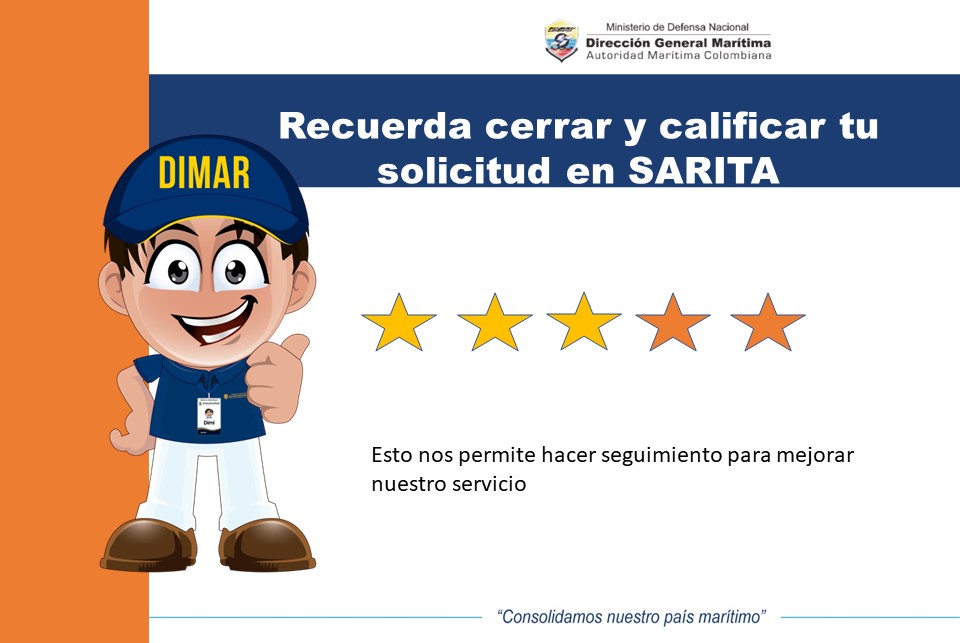 Ministerio de Defensa Nacional
Dirección General Marítima
Autoridad Marítima Colombiana
Recuerda cerrar y calificar tu
solicitud en SARITA
DIMAR
Dimi
Esto nos permite hacer seguimiento para mejorar
nuestro servicio
“Consolidamos nuestro país marítimo”